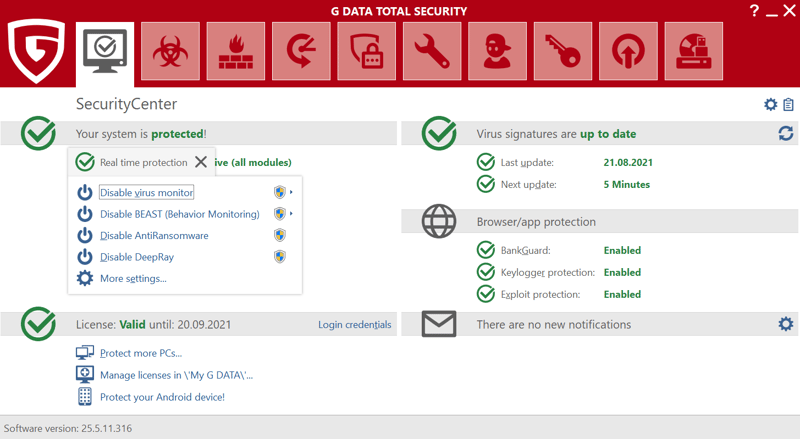 G DATA TOTAL SECURITY
SecurityCenter
Your system is protected!
Real time protection
ive (all modules)
Disable virus monitor
Disable BEAST (Behavior Monitoring)
Disable AntiRansomware
Disable DeepRay
More settings...
License: Valid until: 20.09.2021
Login credentials
Protect more PCs...
Manage licenses in \'My G DATA\'...
Protect your Android device!
Virus signatures are up to date
Last update: 21.08.2021
Next update: 5 Minutes
Browser/app protection
BankGuard: Enabled
Keylogger protection: Enabled
Exploit protection: Enabled
There are no new notifications
Software version: 25.5.11.316